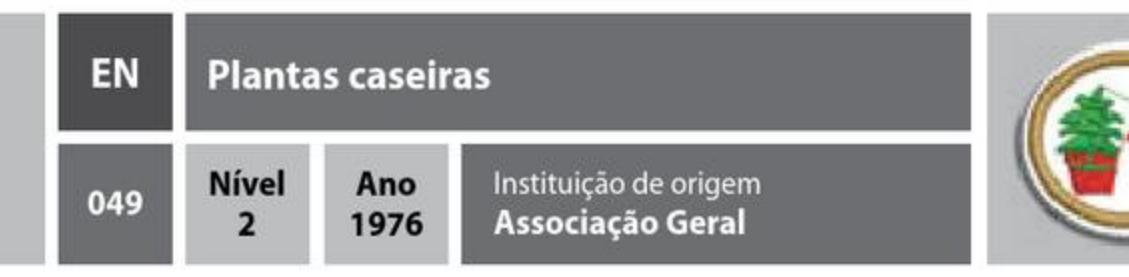 EN
Plantas caseiras
049
Nível
2
Ano
1976
Instituição de origem
Associação Geral